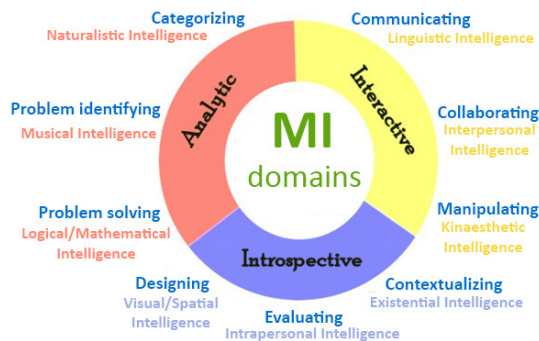 Categorizing
Naturalistic Intelligence
Communicating
Linguistic Intelligence
Problem identifying
Musical Intelligence
Analytic
Interactive
MI
domains
Collaborating
Interpersonal
Intelligence
Problem solving
Logical/Mathematical
Intelligence
Manipulating
Kinaesthetic
Intelligence
Introspective
Designing
Visual/Spatial
Intelligence
Evaluating
Intrapersonal Intelligence
Contextualizing
Existential Intelligence